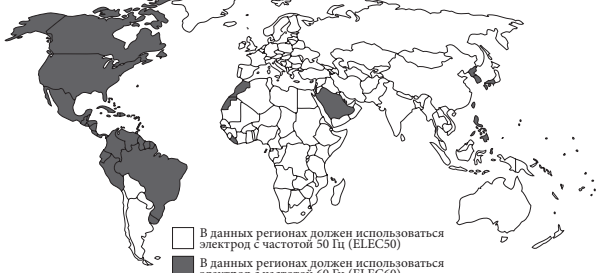 В данных регионах должен использоваться
электрод с частотой 50 Гц (ELEC50)
В данных регионах должен использоваться
электрод с частотой 60 Гц (ELEC60)